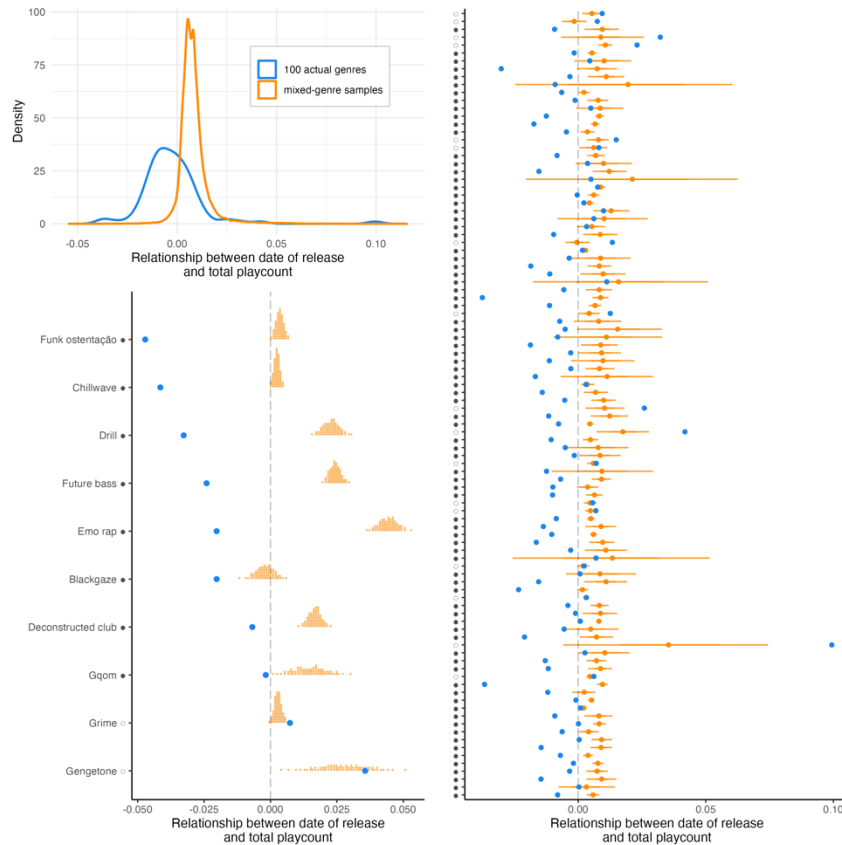 100
75
50
25
0
Density
100 actual genres
mixed-genre samples
-0.05
0.00
0.05
0.10
Relationship between date of release
and total playcount
Funk ostentação
Chillwave
Drill
Future bass
Emo rap
Blackgaze
Deconstructed club
Gqom
Grime
Gengetone
-0.050
-0.025
0.000
0.025
0.050
Relationship between date of release
and total playcount
0.00
0.05
0.10
Relationship between date of release
and total playcount